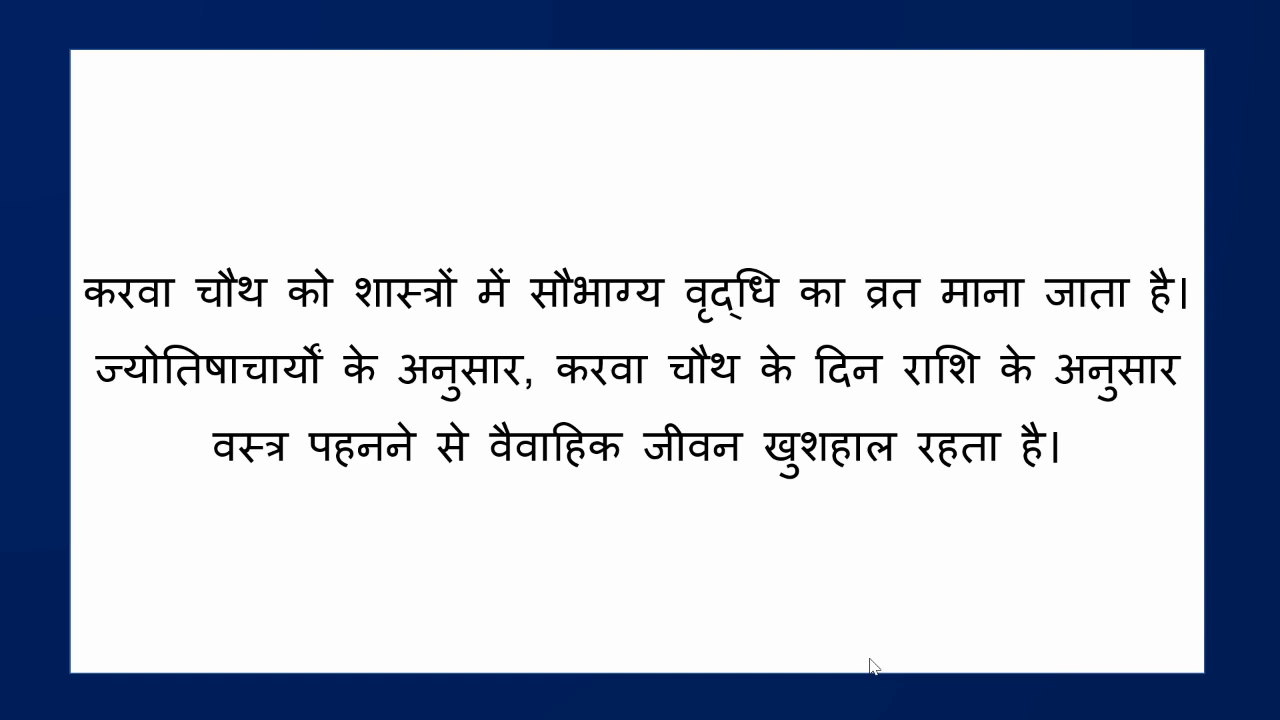 करवा चौथ को शास्त्रों में सौभाग्य वृद्‌धि का व्रत माना जाता है।
ज्योतिषाचार्यों के अनुसार, करवा चौथ के दिन राशि के अनुसार
वस्त्र पहनने से वैवाहिक जीवन खुशहाल रहता है।